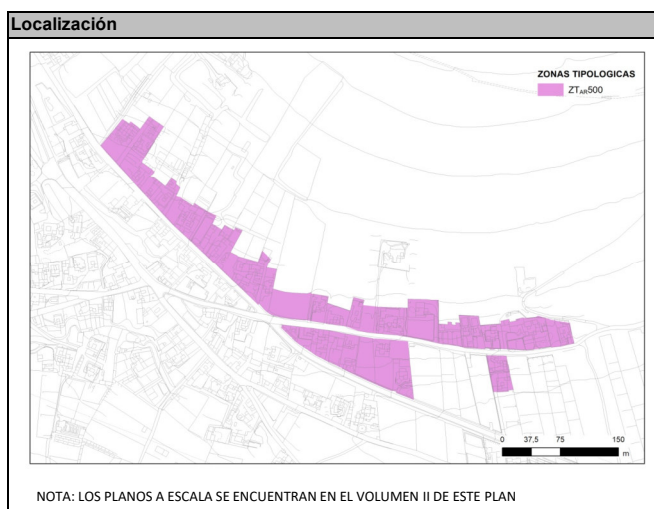 Localización
ZONAS TIPOLOGICAS
ZTAR500
0 37,5 75 150
m
NOTA: LOS PLANOS A ESCALA SE ENCUENTRAN EN EL VOLUMEN II DE ESTE PLAN